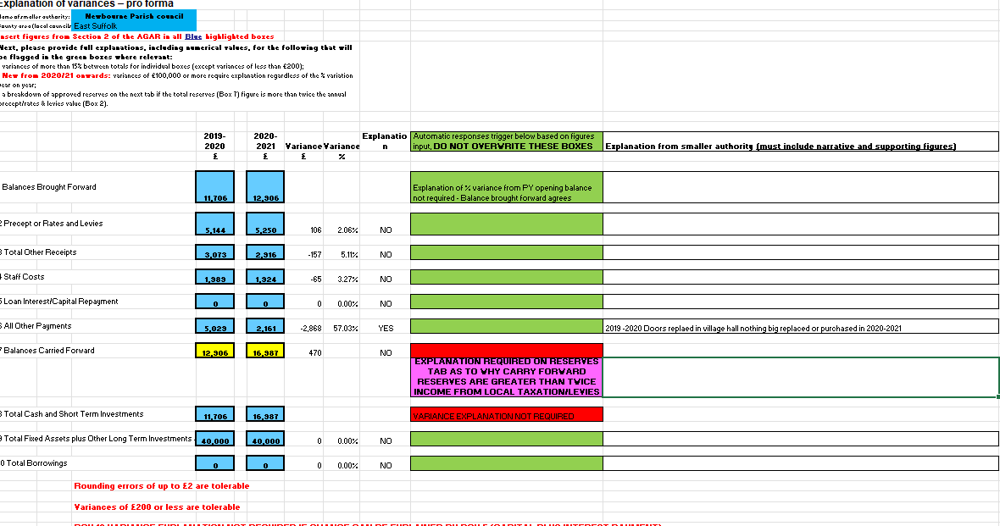 Explanation of variances – pro forma
Name of smaller authority: Newbourne Parish council
County area (local councils East Suffolk
Insert figures from Section 2 of the AGAR in all Blue highlighted boxes
Next, please provide full explanations, including numerical values, for the following that will
be flagged in the green boxes where relevant:
variances of more than 15% between totals for individual boxes (except variances of less than £200);
New from 2020/21 onwards: variances of £100,000 or more require explanation regardless of the % variation
year on year;
a breakdown of approved reserves on the next tab if the total reserves (Box 7) figure is more than twice the annual
precept/rates & levies value (Box 2).
2019-2020 £ 2020-2021 £ Variance £ Variance % Explanation Automatic responses trigger below based on figures input, DO NOT OVERWRITE THESE BOXES Explanation from smaller authority (must include narrative and supporting figures)
Balances Brought Forward 11,706 12,906 Explanation of % variance from PY opening balance not required - Balance brought forward agrees
2 Precept or Rates and Levies 5,144 5,250 106 2.06% NO
3 Total Other Receipts 3,073 2,916 -157 5.11% NO
4 Staff Costs 1,989 1,924 -65 3.27% NO
5 Loan Interest/Capital Repayment 0 0 0 0.00% NO
6 All Other Payments 5,029 2,161 -2,868 57.03% YES 2019 -2020 Doors replaed in village hall nothing big replaced or purchased in 2020-2021
7 Balances Carried Forward 12,906 16,987 470 NO
EXPLANATION REQUIRED ON RESERVES
TAB AS TO WHY CARRY FORWARD
RESERVES ARE GREATER THAN TWICE
INCOME FROM LOCAL TAXATION/LEVIES
8 Total Cash and Short Term Investments 11,706 16,987 VARIANCE EXPLANATION NOT REQUIRED
9 Total Fixed Assets plus Other Long Term Investments 40,000 40,000 0 0.00% NO
0 Total Borrowings 0 0 0 0.00% NO
Rounding errors of up to £2 are tolerable
Variances of £200 or less are tolerable